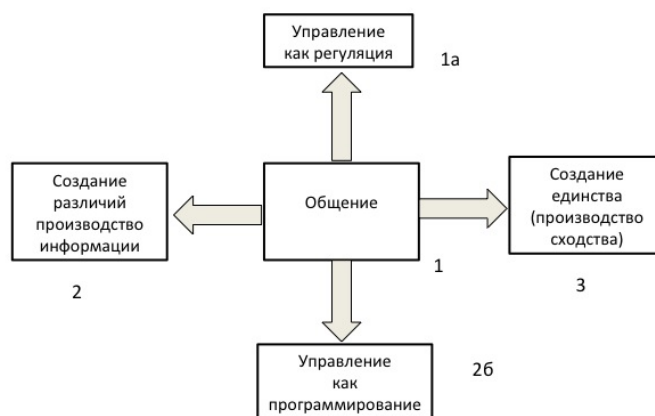 Управление
как регуляция
1а
Создание
различий
производство
информации
2
Общение
1
Создание
единства
(производство
сходства)
3
Управление
как
программирование
2б